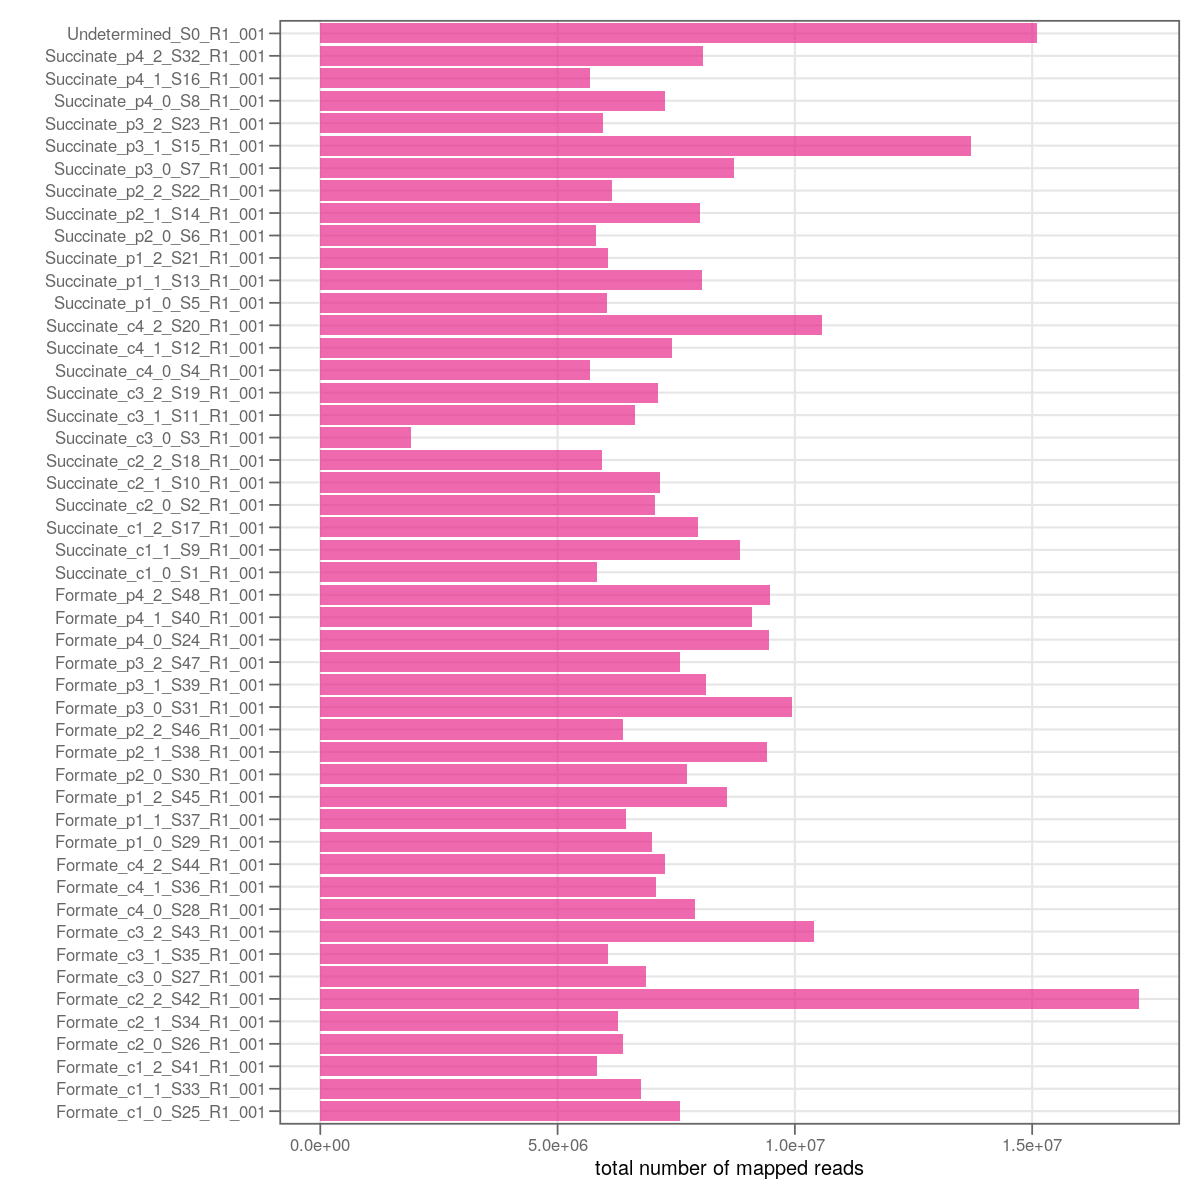 Undetermined_S0_R1_001
Succinate_p4_2_S32_R1_001
Succinate_p4_1_S16_R1_001
Succinate_p4_0_S8_R1_001
Succinate_p3_2_S23_R1_001
Succinate_p3_1_S15_R1_001
Succinate_p3_0_S7_R1_001
Succinate_p2_2_S22_R1_001
Succinate_p2_1_S14_R1_001
Succinate_p2_0_S6_R1_001
Succinate_p1_2_S21_R1_001
Succinate_p1_1_S13_R1_001
Succinate_p1_0_S5_R1_001
Succinate_c4_2_S20_R1_001
Succinate_c4_1_S12_R1_001
Succinate_c4_0_S4_R1_001
Succinate_c3_2_S19_R1_001
Succinate_c3_1_S11_R1_001
Succinate_c3_0_S3_R1_001
Succinate_c2_2_S18_R1_001
Succinate_c2_1_S10_R1_001
Succinate_c2_0_S2_R1_001
Succinate_c1_2_S17_R1_001
Succinate_c1_1_S9_R1_001
Succinate_c1_0_S1_R1_001
Formate_p4_2_S48_R1_001
Formate_p4_1_S40_R1_001
Formate_p4_0_S24_R1_001
Formate_p3_2_S47_R1_001
Formate_p3_1_S39_R1_001
Formate_p3_0_S31_R1_001
Formate_p2_2_S46_R1_001
Formate_p2_1_S38_R1_001
Formate_p2_0_S30_R1_001
Formate_p1_2_S45_R1_001
Formate_p1_1_S37_R1_001
Formate_p1_0_S29_R1_001
Formate_c4_2_S44_R1_001
Formate_c4_1_S36_R1_001
Formate_c4_0_S28_R1_001
Formate_c3_2_S43_R1_001
Formate_c3_1_S35_R1_001
Formate_c3_0_S27_R1_001
Formate_c2_2_S42_R1_001
Formate_c2_1_S34_R1_001
Formate_c2_0_S26_R1_001
Formate_c1_2_S41_R1_001
Formate_c1_1_S33_R1_001
Formate_c1_0_S25_R1_001
0.0e+00 5.0e+06 1.0e+07 1.5e+07
total number of mapped reads